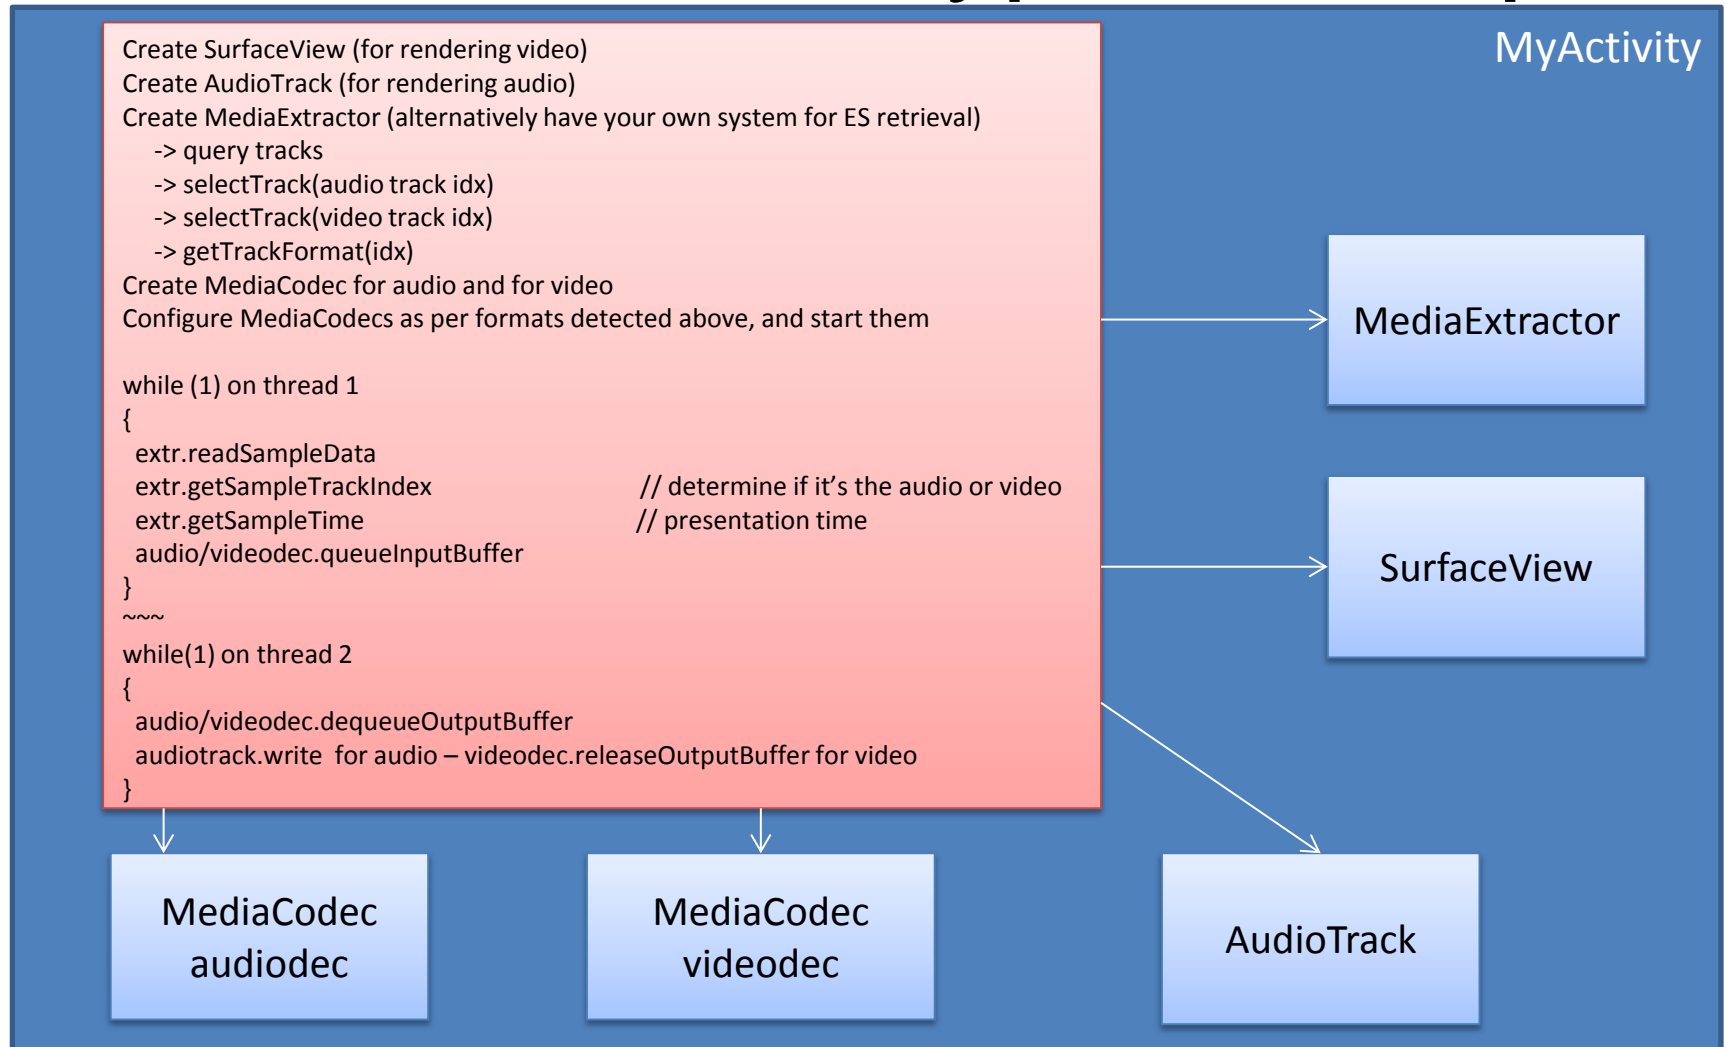 MyActivity
Create SurfaceView (for rendering video)
Create AudioTrack (for rendering audio)
Create MediaExtractor (alternatively have your own system for ES retrieval)
-> query tracks
-> selectTrack(audio track idx)
-> selectTrack(video track idx)
-> getTrackFormat(idx)
Create MediaCodec for audio and for video
Configure MediaCodecs as per formats detected above, and start them
while (1) on thread 1
{
extr.readSampleData
extr.getSampleTrackIndex // determine if it’s the audio or video
extr.getSampleTime // presentation time
audio/videodec.queueInputBuffer
}
~~~
while(1) on thread 2
{
audio/videodec.dequeueOutputBuffer
audiotrack.write for audio – videodec.releaseOutputBuffer for video
}
MediaExtractor
SurfaceView
MediaCodec
audiodec
MediaCodec
videodec
AudioTrack